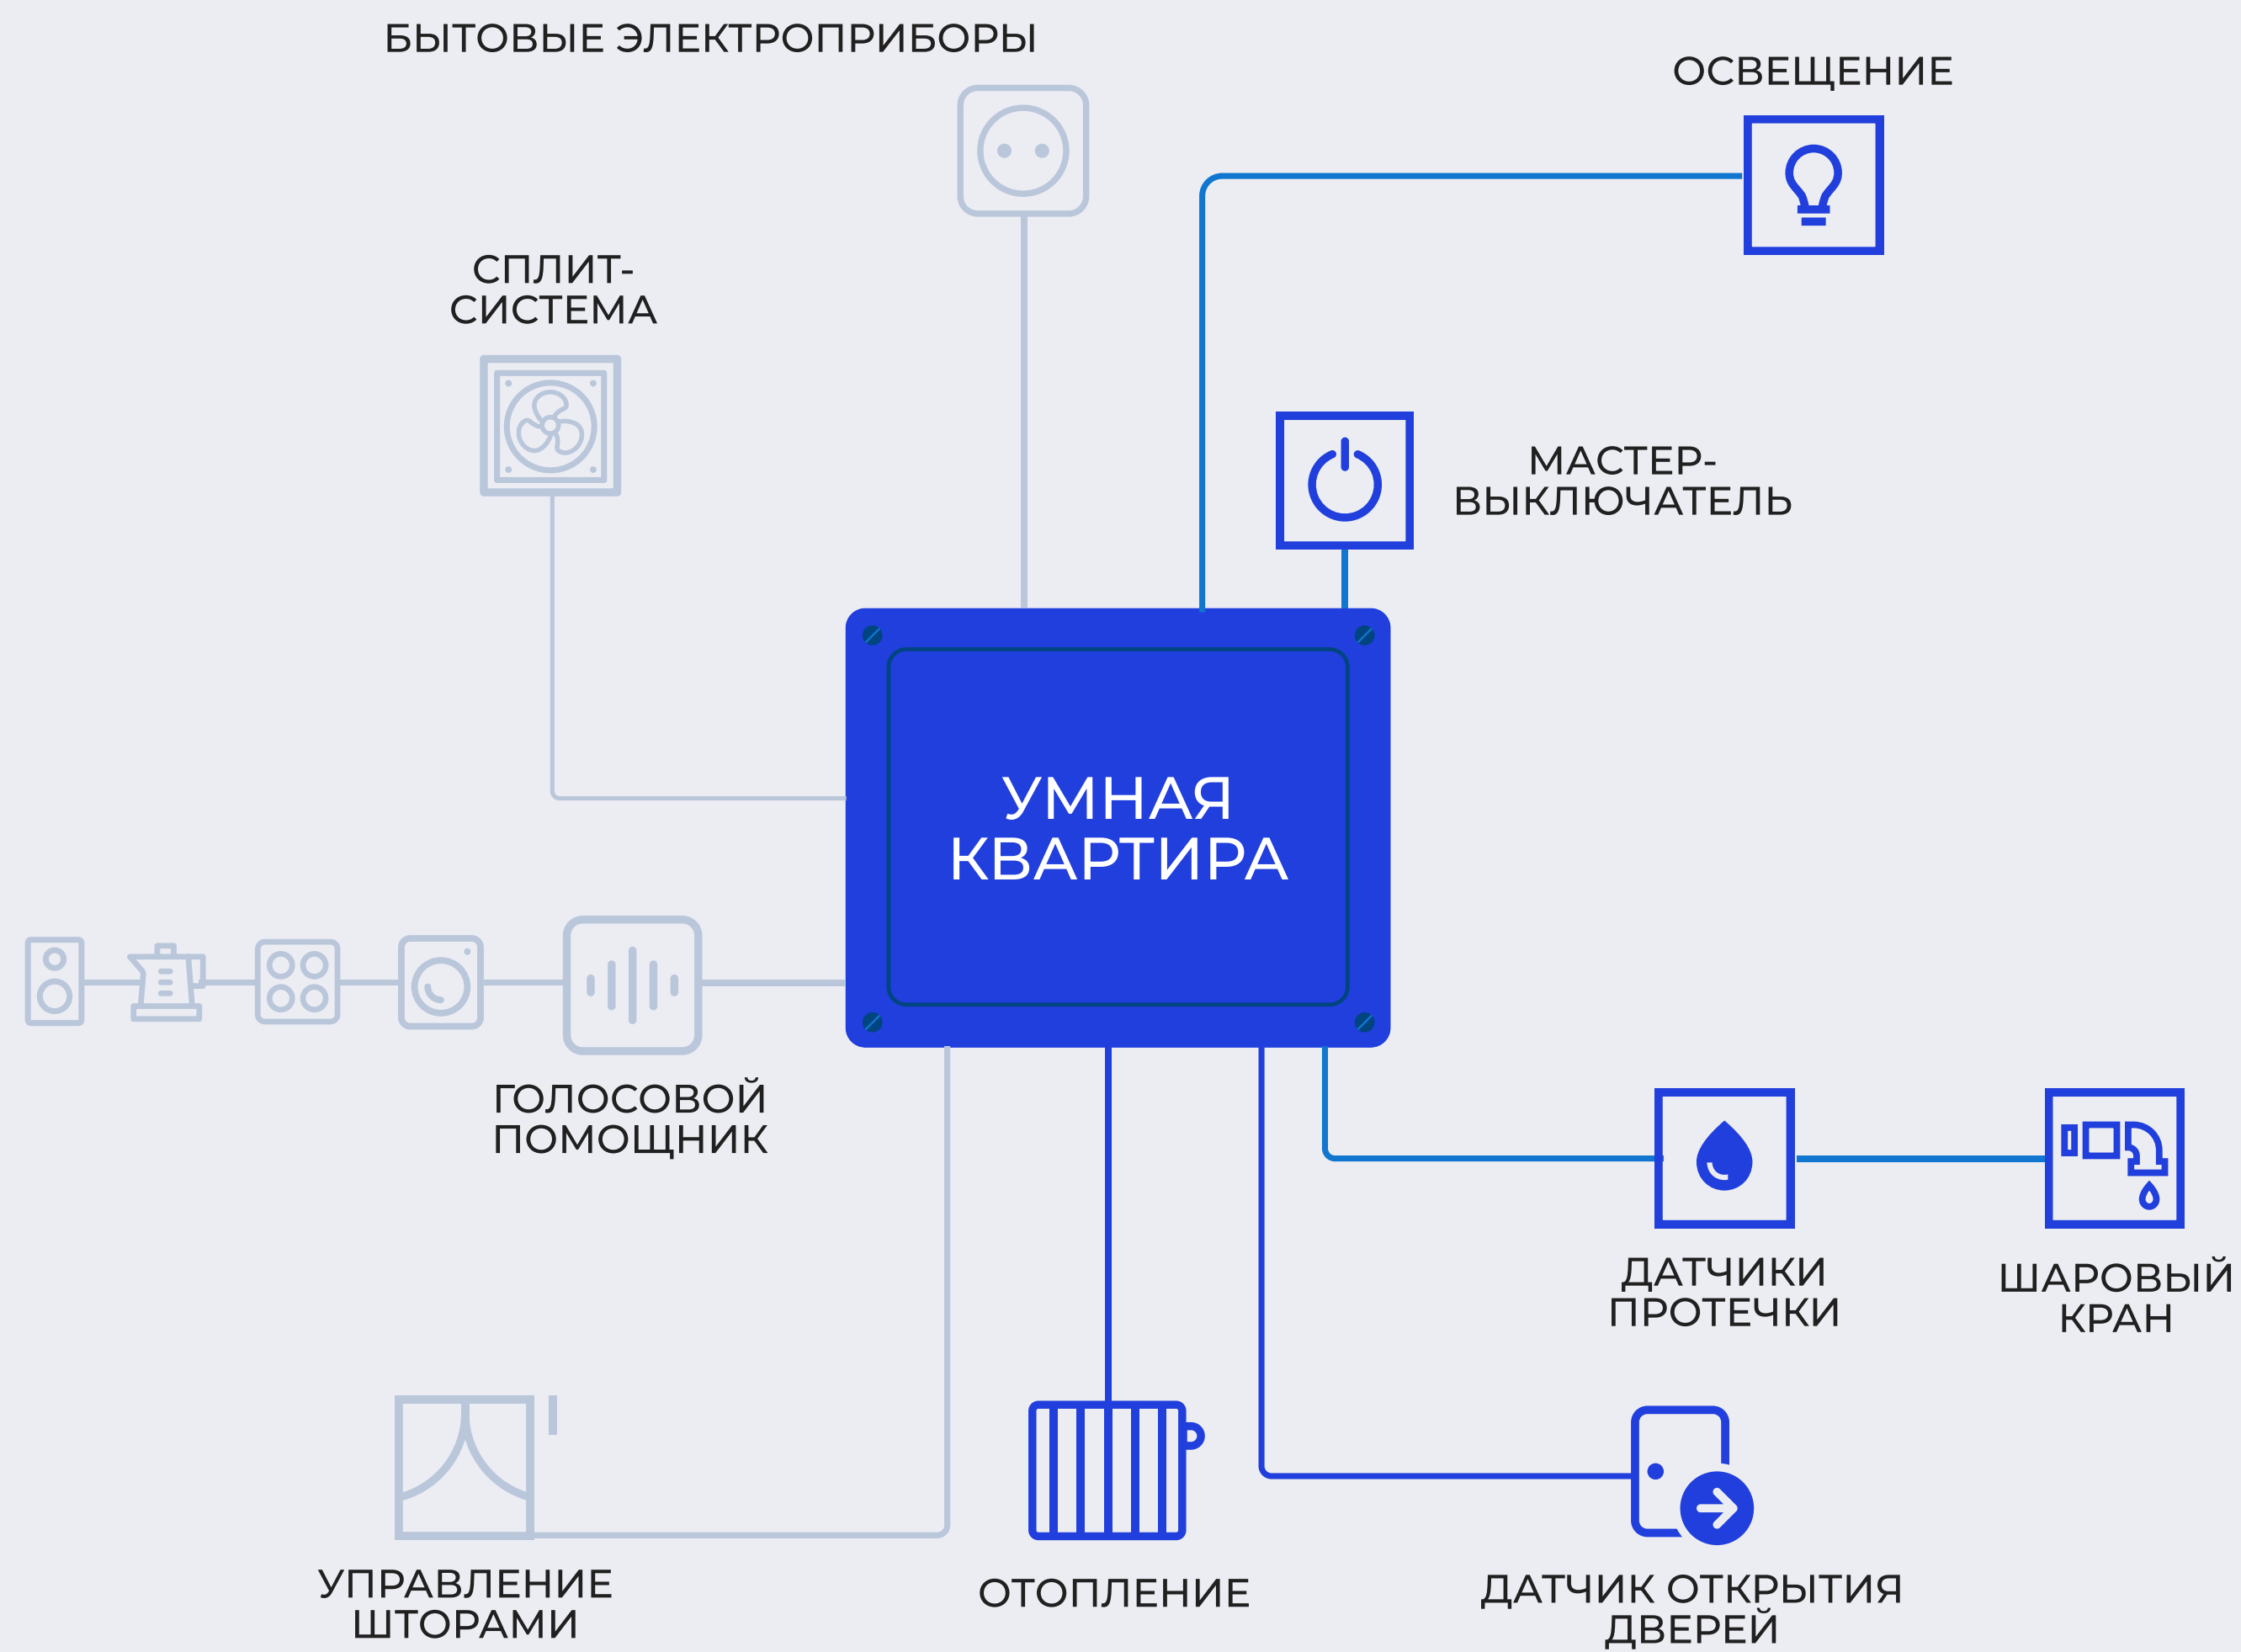 БЫТОВЫЕ ЭЛЕКТРОПРИБОРЫ
ОСВЕЩЕНИЕ
СПЛИТ-
СИСТЕМА
МАСТЕР-
ВЫКЛЮЧАТЕЛЬ
УМНАЯ
КВАРТИРА
ГОЛОСОВОЙ
ПОМОЩНИК
ДАТЧИКИ
ПРОТЕЧКИ
ШАРОВЫЙ
КРАН
УПРАВЛЕНИЕ
ШТОРАМИ
ОТОПЛЕНИЕ
ДАТЧИК ОТКРЫТИЯ
ДВЕРЕЙ